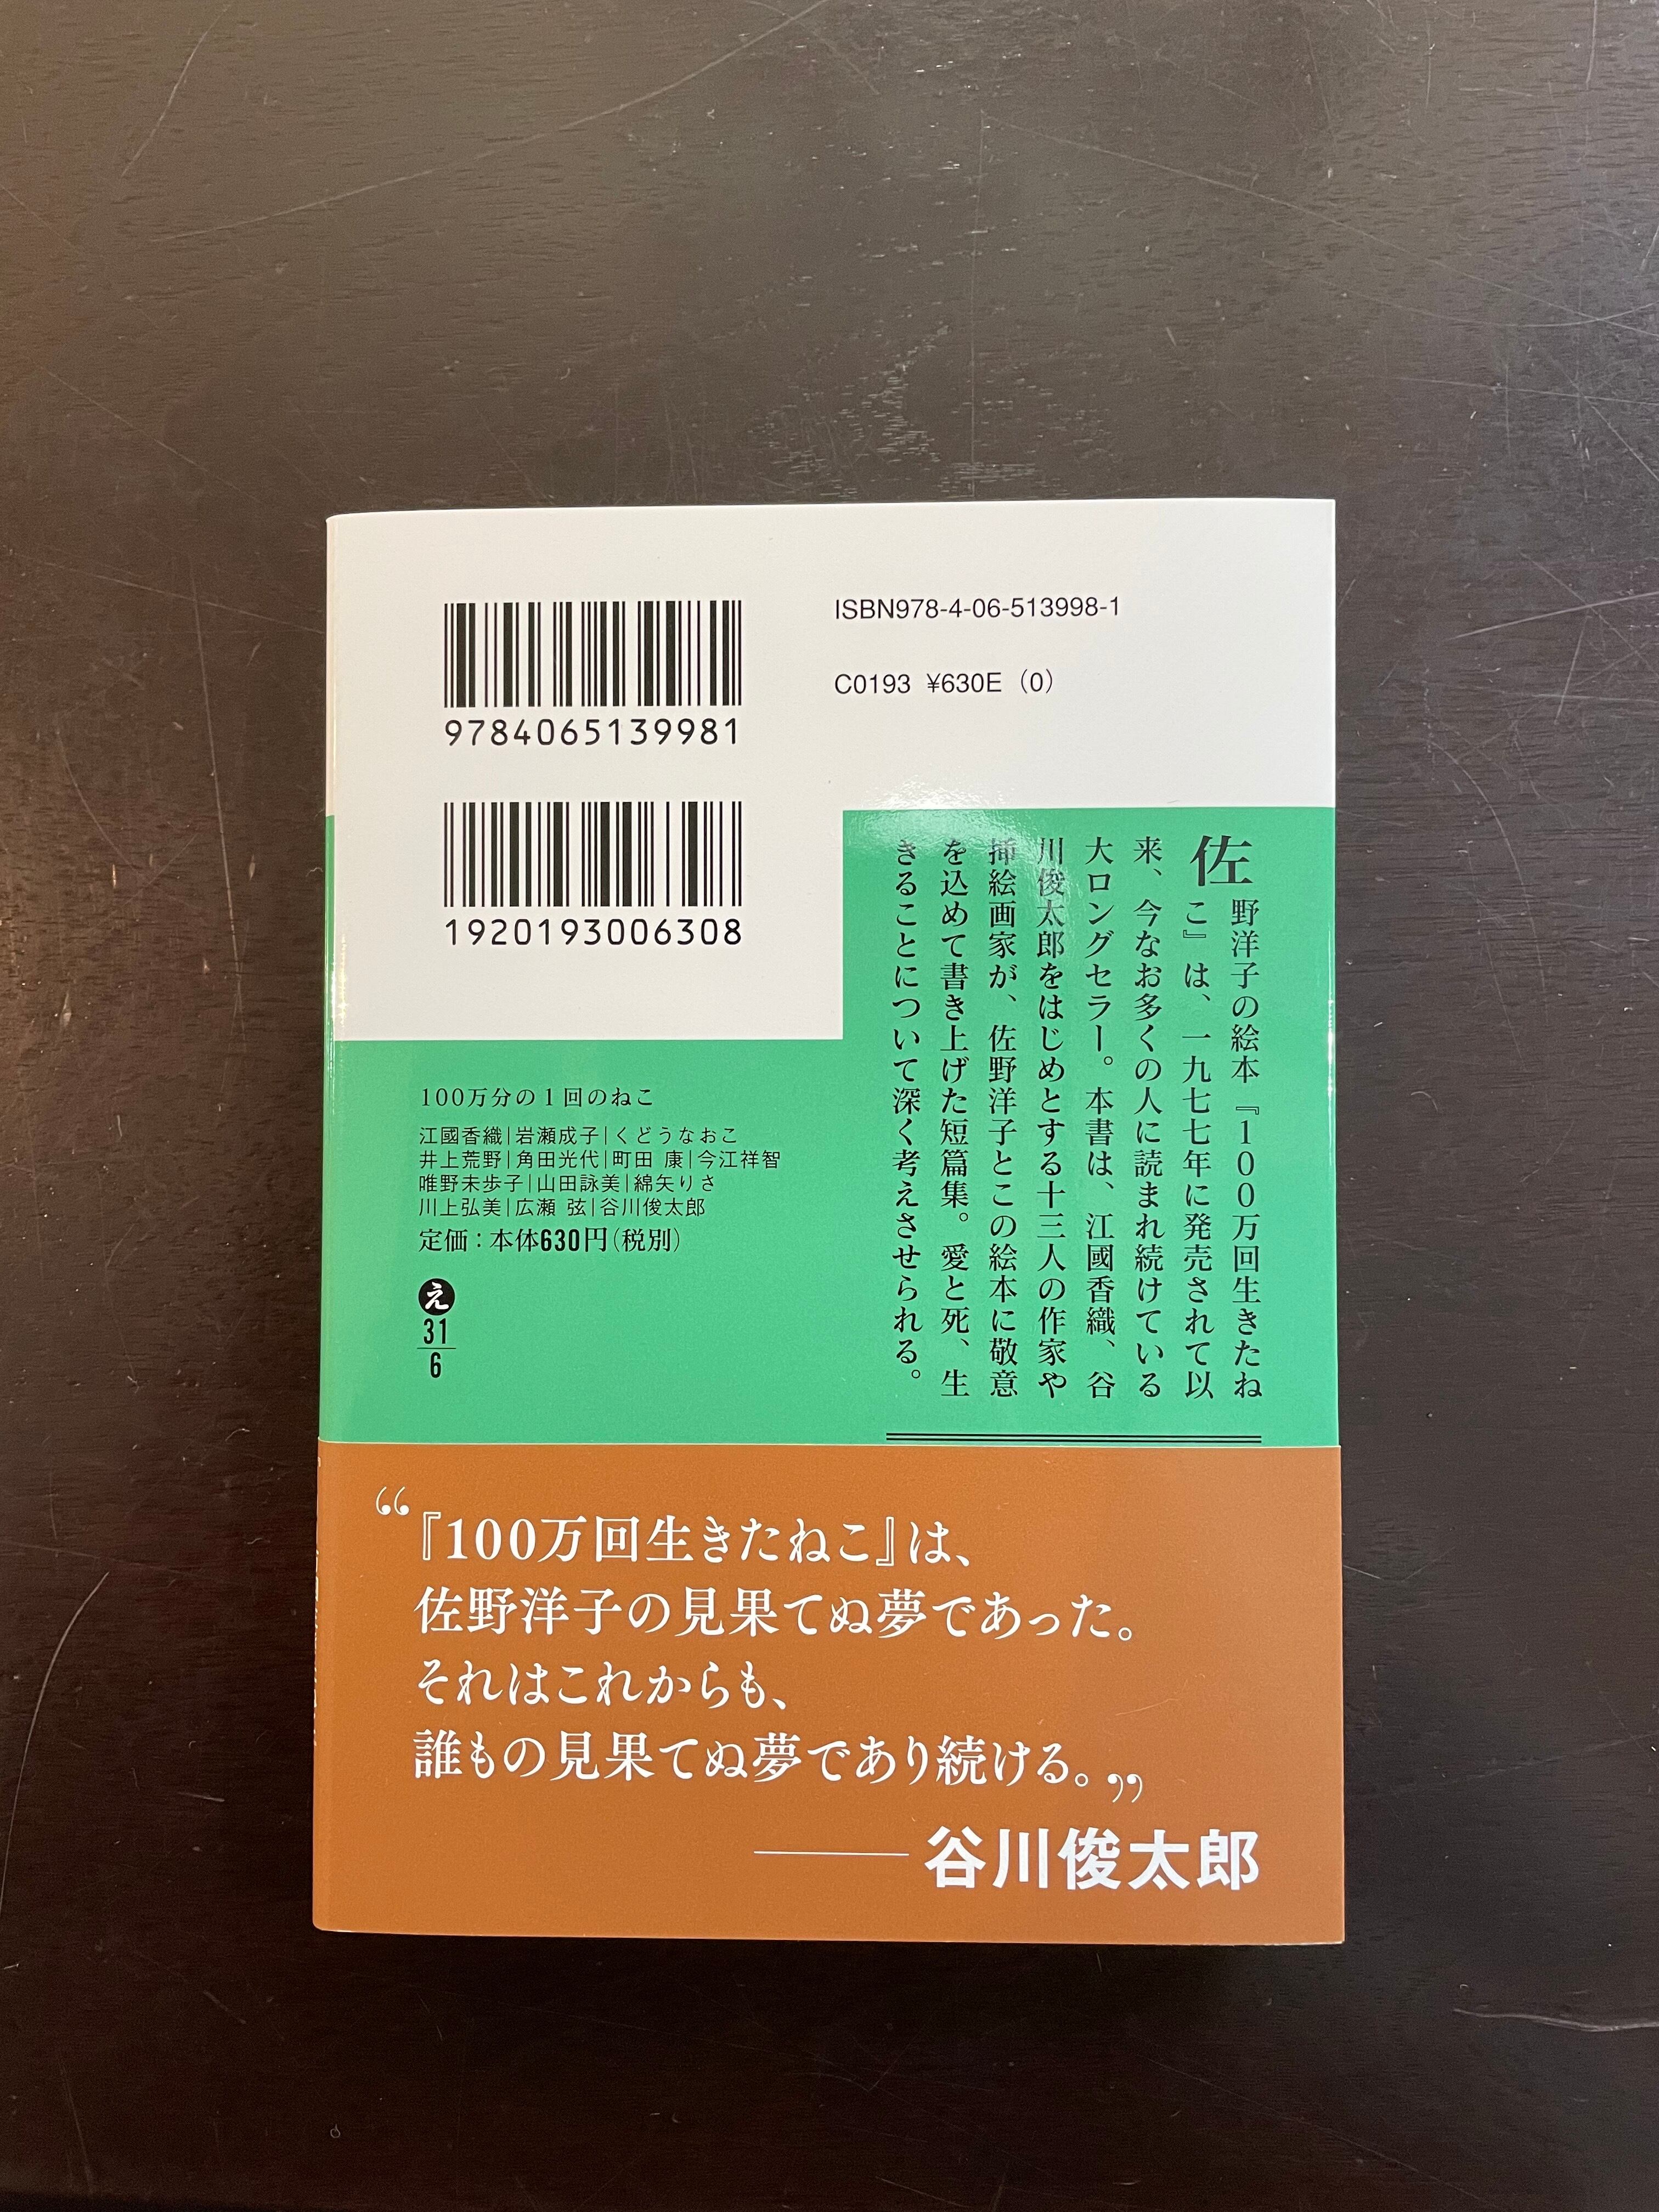 ISBN978-4-06-513998-1
C0193 ¥630E (0)
9784065139981
1920193006308
佐野洋子の絵本『100万回生きたね
こ』は、一九七七年に発売されて以
来、今なお多くの人に読まれ続けている
大ロングセラー。本書は、江國香織、谷
川俊太郎をはじめとする十三人の作家や
挿絵画家が、佐野洋子とこの絵本に敬意
を込めて書き上げた短篇集。愛と死、生
きることについて深く考えさせられる。
100万分の1回のねこ
江國香織|岩瀬成子|くどうなおこ
井上荒野|角田光代|町田 康|今江祥智
唯野未歩子|山田詠美|綿矢りさ
川上弘美|広瀬 弦|谷川俊太郎
定価:本体630円(税別)
え
31
6
“『100万回生きたねこ』は、
佐野洋子の見果てぬ夢であった。
それはこれからも、
誰もの見果てぬ夢であり続ける。”
——谷川俊太郎